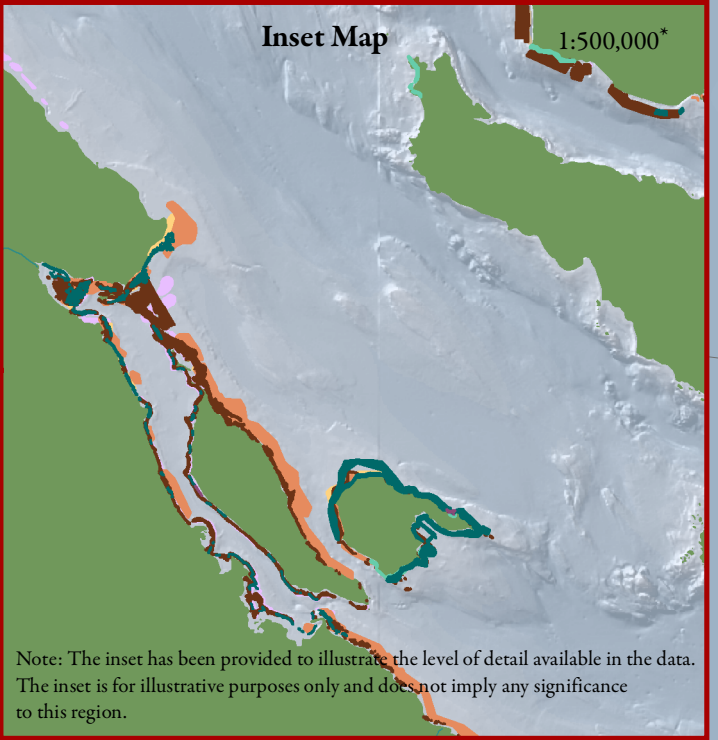 Inset Map
1:500,000*
Note: The inset has been provided to illustrate the level of detail available in the data.
The inset is for illustrative purposes only and does not imply any significance
to this region.